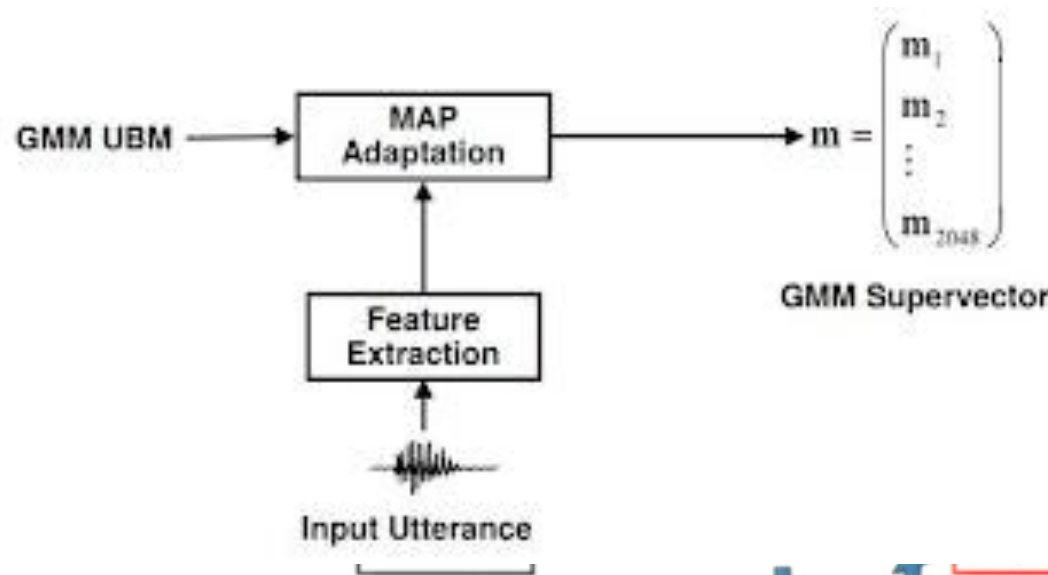 GMM UBM
MAP
Adaptation
m =
m1
m2
⋮
m2048
GMM Supervector
Feature
Extraction
Input Utterance